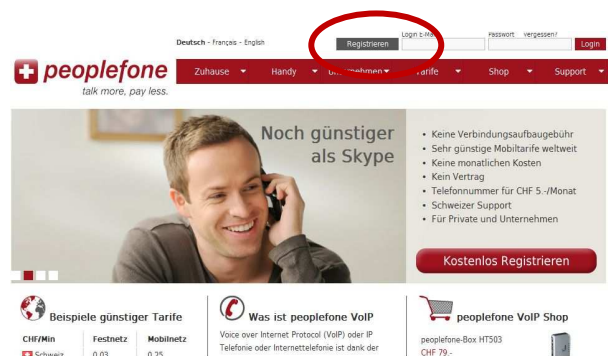 Deutsch - Français - English
Registrieren
Login E-Mail
Passwort vergessen?
Login
peoplefone
talk more, pay less.
Zuhause
Handy
Unternehmen
Tarife
Shop
Support
Noch günstiger
als Skype
• Keine Verbindungsaufbaugebühr
• Sehr günstige Mobiltarife weltweit
• Keine monatlichen Kosten
• Kein Vertrag
• Telefonnummer für CHF 5.-/Monat
• Schweizer Support
• Für Private und Unternehmen
Kostenlos Registrieren
Beispiele günstiger Tarife
CHF/Min Festnetz Mobilnetz
Schweiz 0.03 0.25
Was ist peoplefone VoIP
Voice over Internet Protocol (VoIP) oder IP
Telefonie oder Internettelefonie ist dank der
peoplefone VoIP Shop
peoplefone-Box HT503
CHF 79.-